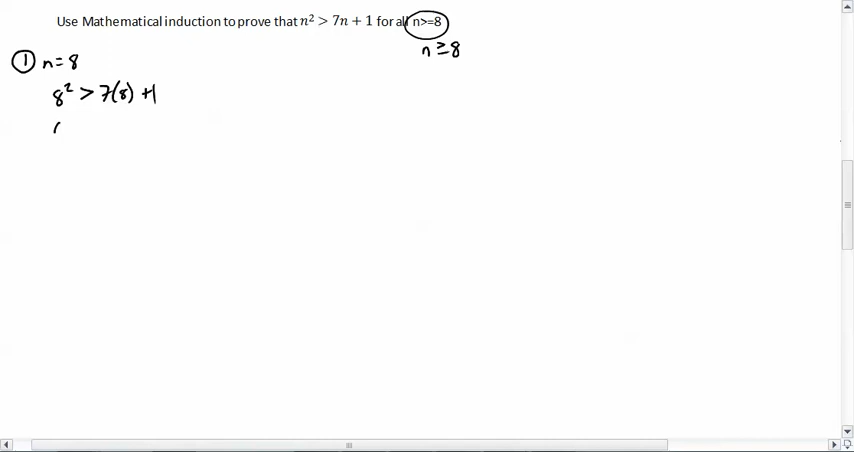 Use Mathematical induction to prove that n² > 7n + 1 for all n>=8
n ≥ 8
① n = 8
8² > 7(8) + 1